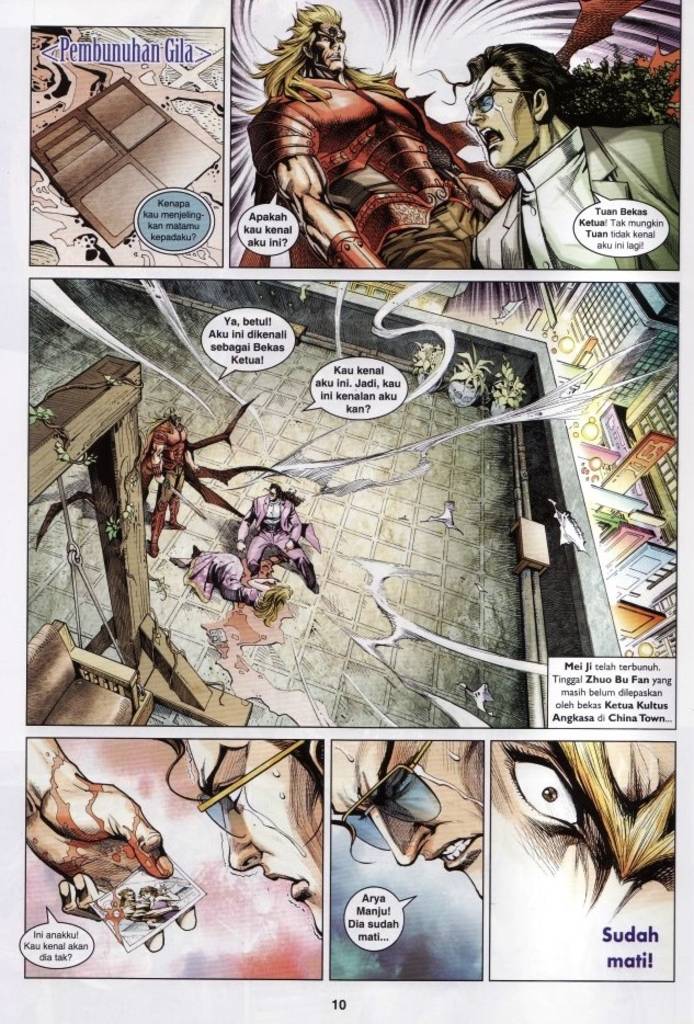 <Pembunuhan Gila>
Kenapa
kau menjeling-
kan matamu
kepadaku?
Apakah
kau kenal
aku ini?
Tuan Bekas
Ketua! Tak mungkin
Tuan tidak kenal
aku ini lagi!
Ya, betul!
Aku ini dikenali
sebagai Bekas
Ketua!
Kau kenal
aku ini. Jadi, kau
ini kenalan aku
kan?
Mei Ji telah terbunuh.
Tinggal Zhuo Bu Fan yang
masih belum dilepaskan
oleh bekas Ketua Kultus
Angkasa di China Town...
Ini anakku!
Kau kenal akan
dia tak?
Arya
Manju!
Dia sudah
mati...
Sudah
mati!
10